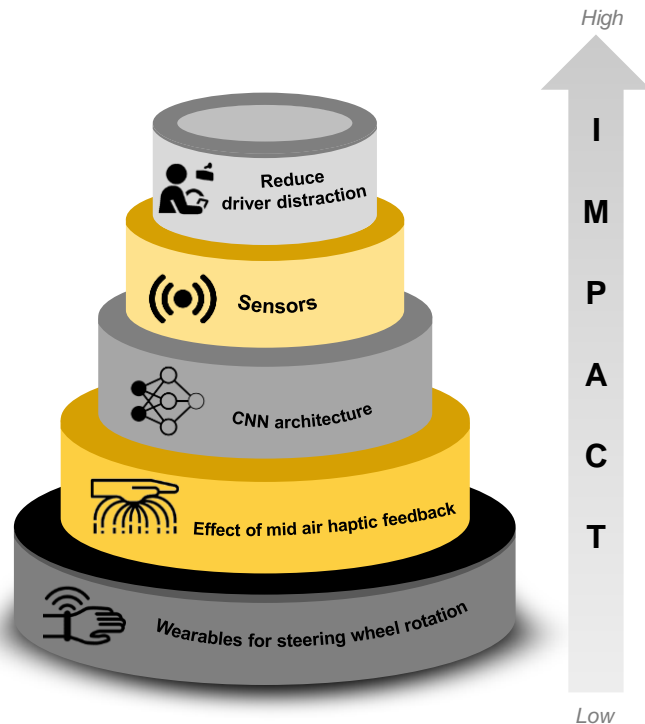 High
I
M
P
A
C
T
Low
Reduce
driver distraction
Sensors
CNN architecture
Effect of mid air haptic feedback
Wearables for steering wheel rotation